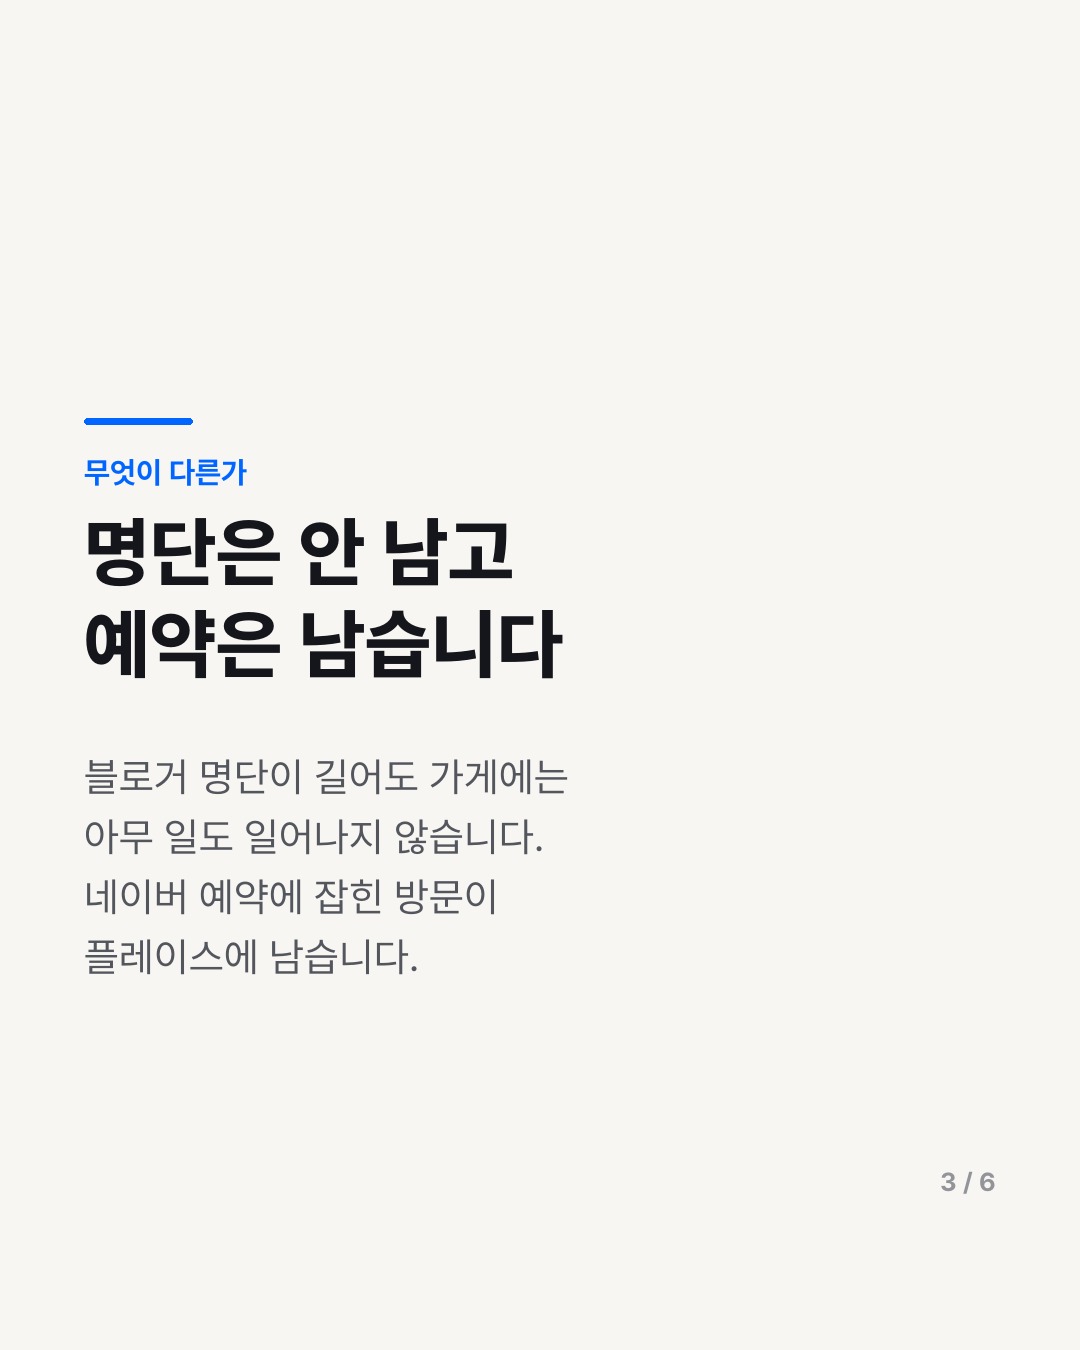 무엇이 다른가
명단은 안 남고
예약은 남습니다
블로거 명단이 길어도 가게에는
아무 일도 일어나지 않습니다.
네이버 예약에 잡힌 방문이
플레이스에 남습니다.
3 / 6